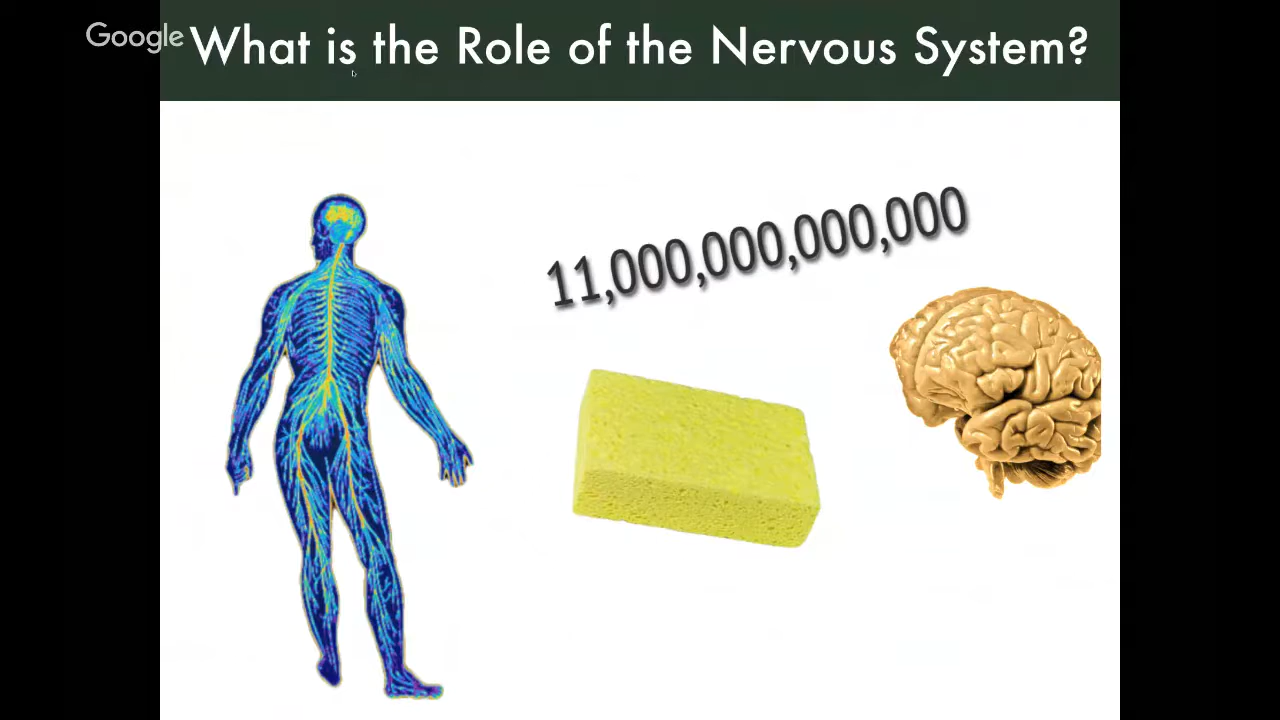 Google
What is the Role of the Nervous System?
11,000,000,000,000